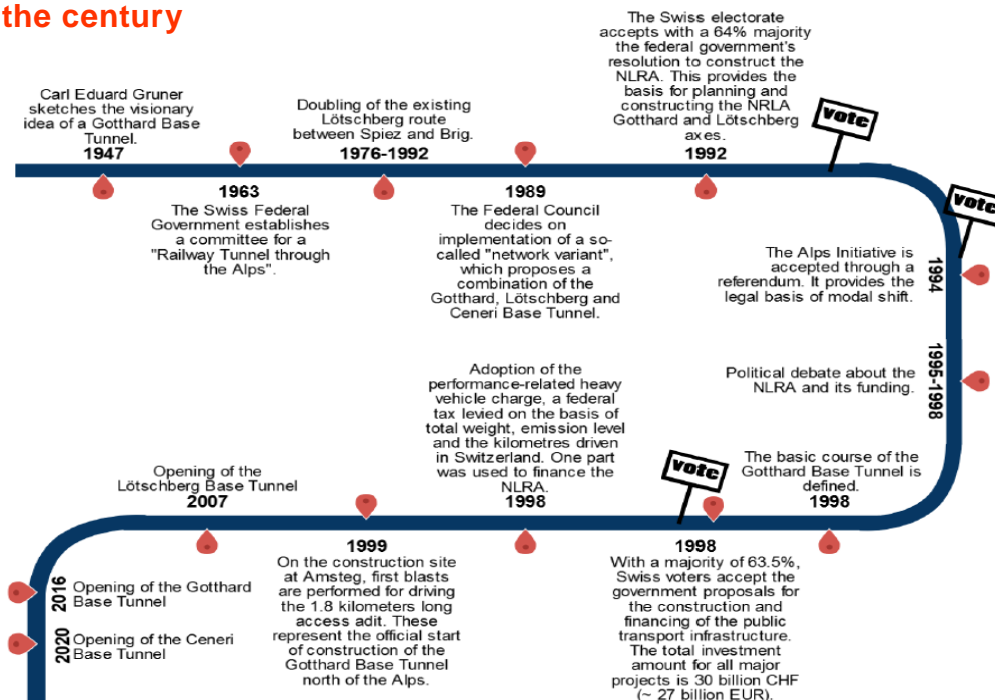 the century
Carl Eduard Gruner
sketches the visionary
idea of a Gotthard Base
Tunnel.
1947
1963
The Swiss Federal
Government establishes
a committee for a
"Railway Tunnel through
the Alps".
Doubling of the existing
Lötschberg route
between Spiez and Brig.
1976-1992
1989
The Federal Council
decides on
implementation of a so-
called "network variant",
which proposes a
combination of the
Gotthard, Lötschberg and
Ceneri Base Tunnel.
The Swiss electorate
accepts with a 64% majority
the federal government's
resolution to construct the
NLRA. This provides the
basis for planning and
constructing the NRLA
Gotthard and Lötschberg
axes.
1992
vote
vote
The Alps Initiative is
accepted through a
referendum. It provides the
legal basis of modal shift.
1994
Political debate about the
NLRA and its funding.
1995-1998
The basic course of the
Gotthard Base Tunnel is
defined.
1998
vote
1998
With a majority of 63.5%,
Swiss voters accept the
government proposals for
the construction and
financing of the public
transport infrastructure.
The total investment
amount for all major
projects is 30 billion CHF
(~ 27 billion EUR).
Adoption of the
performance-related heavy
vehicle charge, a federal
tax levied on the basis of
total weight, emission level
and the kilometres driven
in Switzerland. One part
was used to finance the
NLRA.
1998
1999
On the construction site
at Amsteg, first blasts
are performed for driving
the 1.8 kilometers long
access adit. These
represent the official start
of construction of the
Gotthard Base Tunnel
north of the Alps.
Opening of the
Lötschberg Base Tunnel
2007
2016
Opening of the Gotthard
Base Tunnel
2020
Opening of the Ceneri
Base Tunnel